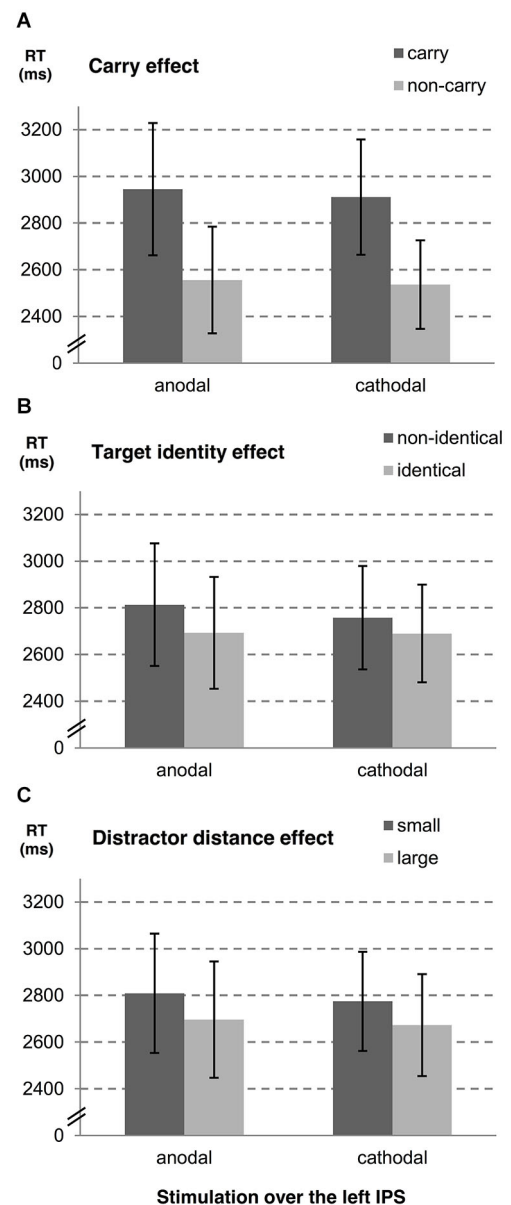 A
RT
(ms)
Carry effect
carry
non-carry
3200
3000
2800
2600
2400
0
anodal cathodal
B
RT
(ms)
Target identity effect
non-identical
identical
3200
3000
2800
2600
2400
0
anodal cathodal
C
RT
(ms)
Distractor distance effect
small
large
3200
3000
2800
2600
2400
0
anodal cathodal
Stimulation over the left IPS